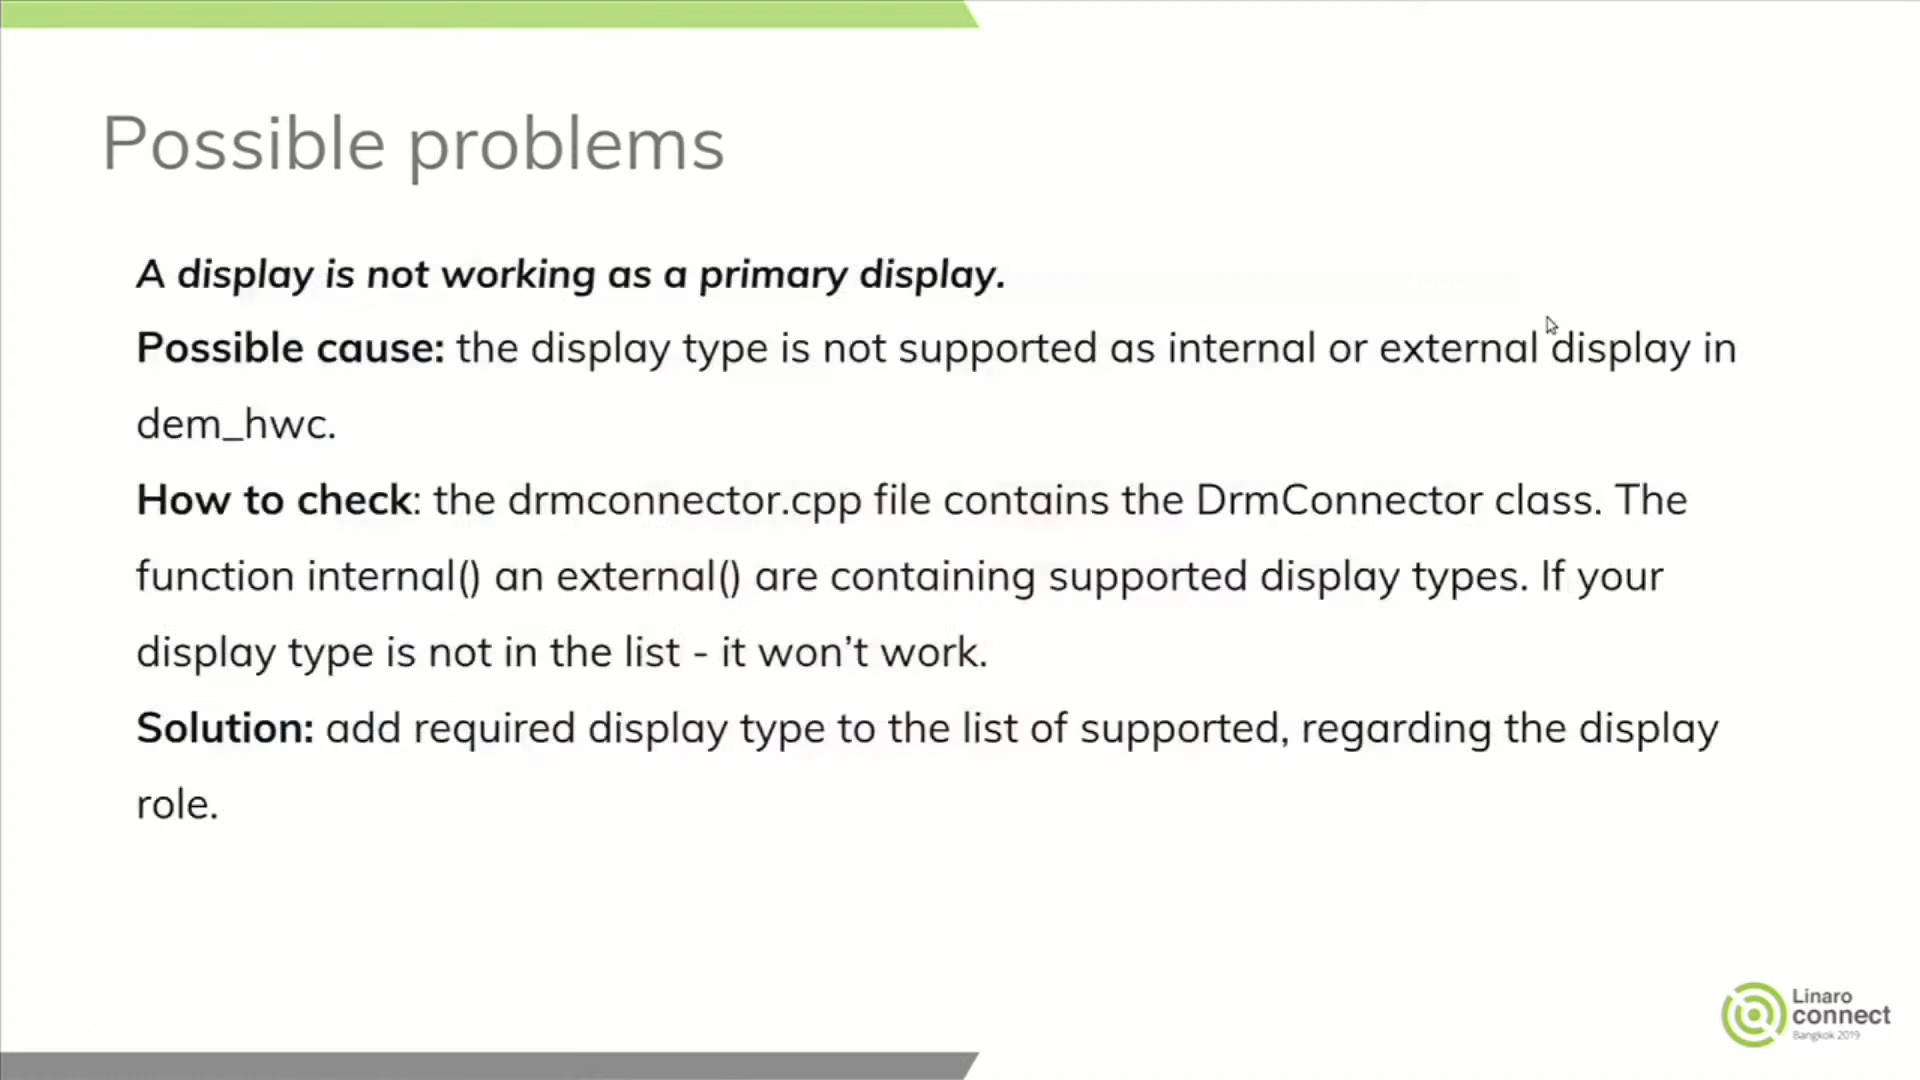 Possible problems
A display is not working as a primary display.
Possible cause: the display type is not supported as internal or external display in
dem_hwc.
How to check: the drmconnector.cpp file contains the DrmConnector class. The
function internal() an external() are containing supported display types. If your
display type is not in the list - it won’t work.
Solution: add required display type to the list of supported, regarding the display
role.
Linaro
connect
Bangkok 2019